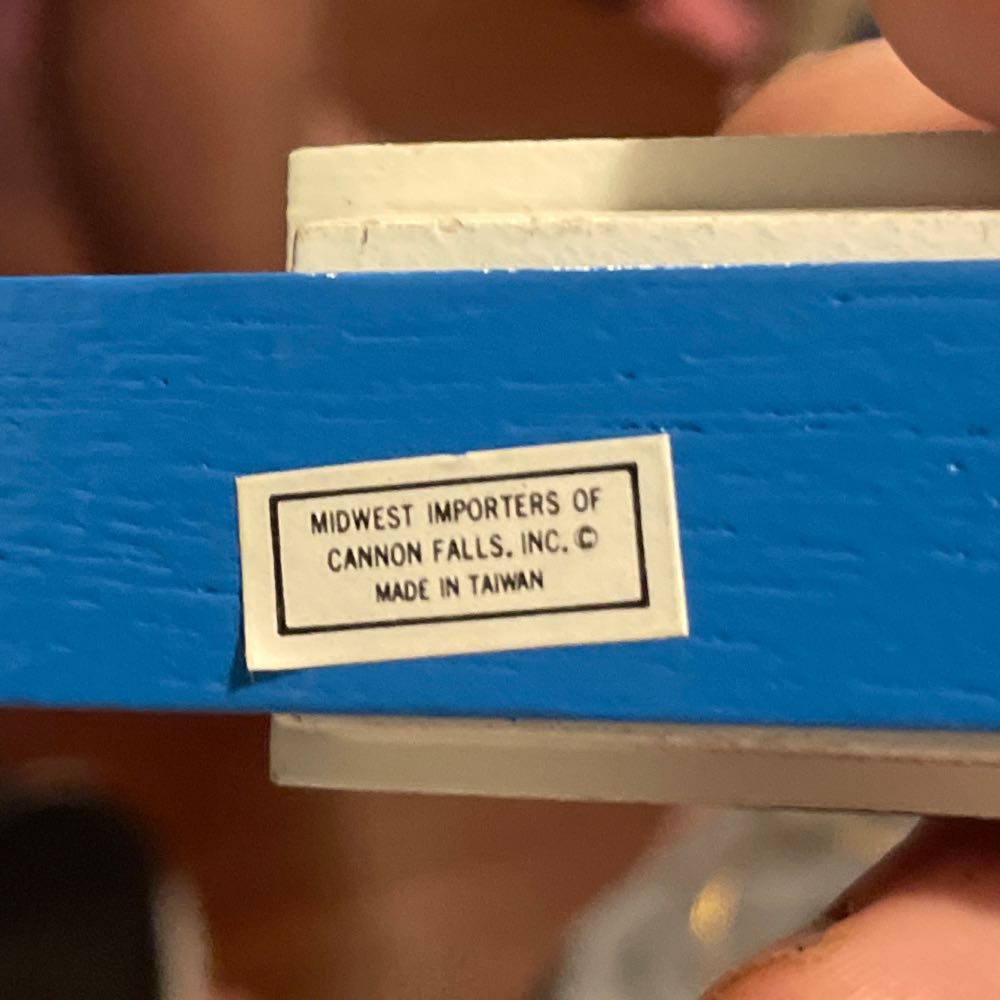 MIDWEST IMPORTERS OF
CANNON FALLS, INC. ©
MADE IN TAIWAN